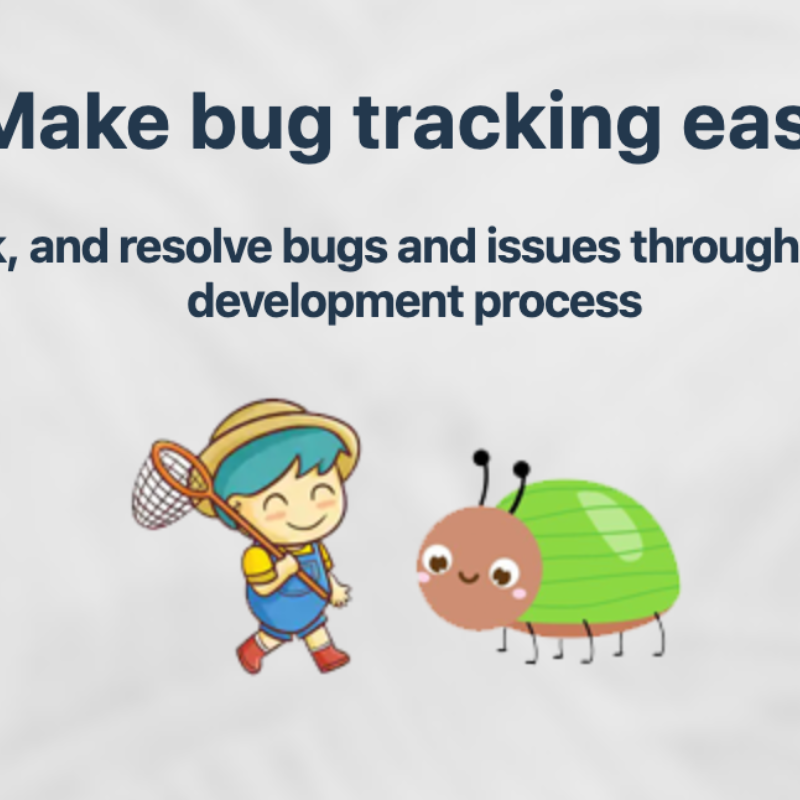 Make bug tracking eas
k, and resolve bugs and issues through
development process